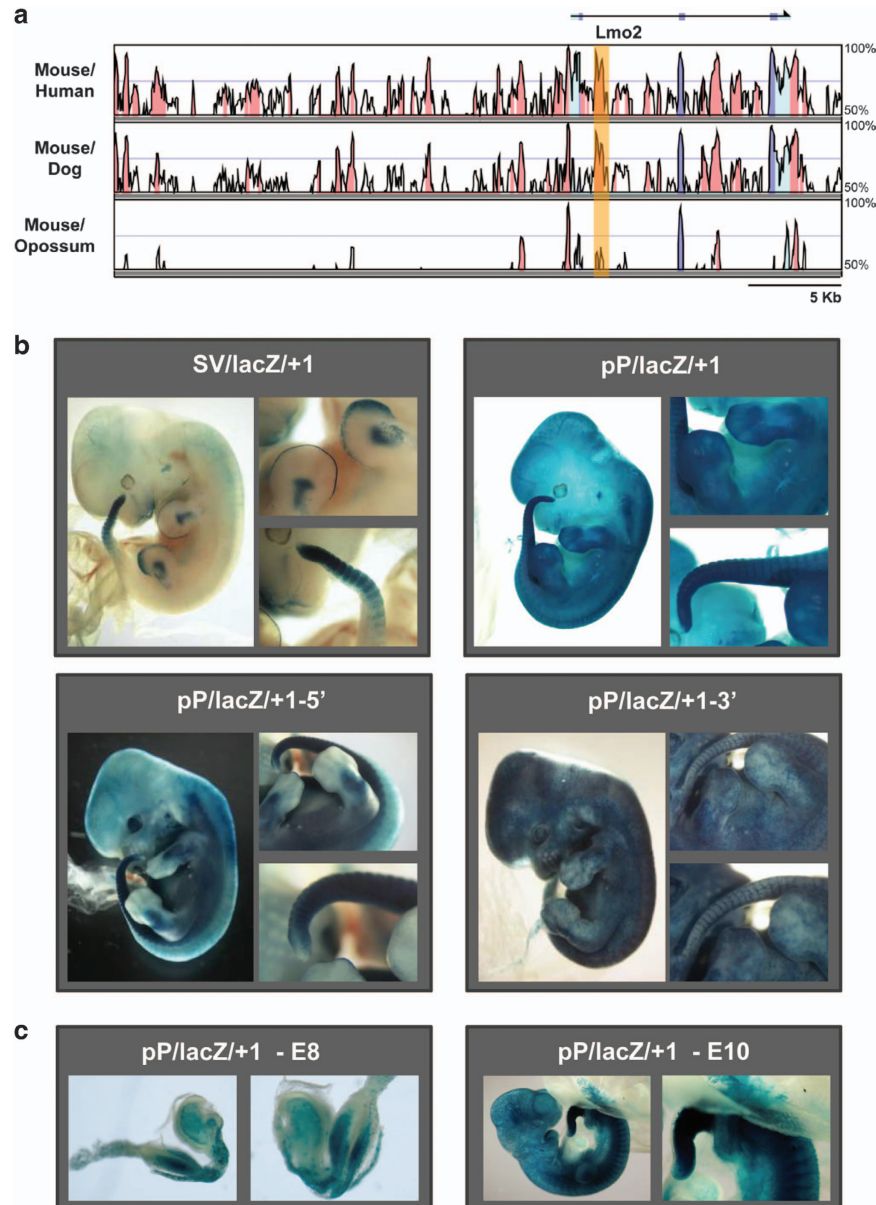 a
Lmo2
Mouse/
Human
100%
50%
Mouse/
Dog
100%
50%
Mouse/
Opossum
100%
50%
5 Kb
b
SV/lacZ/+1
pP/lacZ/+1
pP/lacZ/+1-5’
pP/lacZ/+1-3’
c
pP/lacZ/+1 - E8
pP/lacZ/+1 - E10